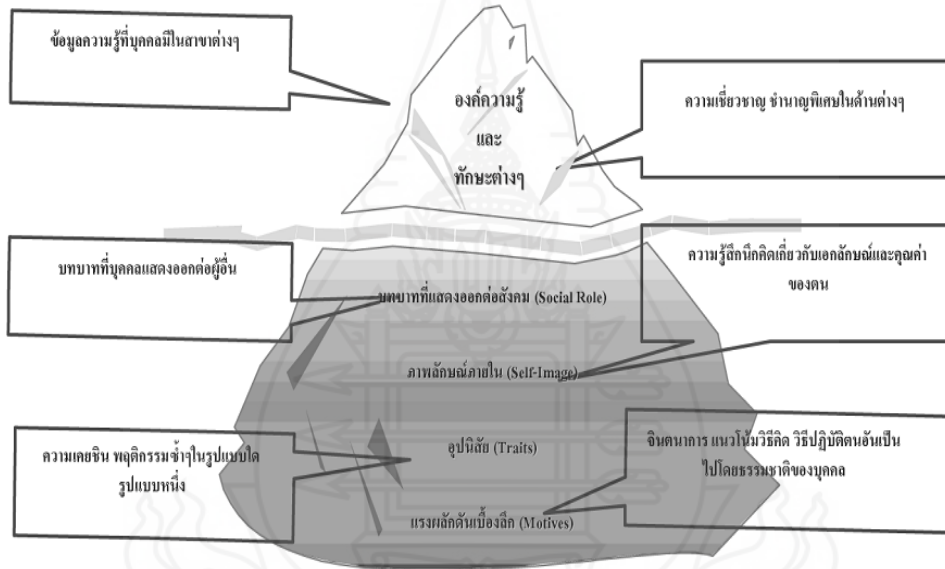 ข้อมูลความรู้ที่บุคคลมีในสาขาต่างๆ
องค์ความรู้
และ
ทักษะต่างๆ
ความเชี่ยวชาญ ชำนาญพิเศษในด้านต่างๆ
บทบาทที่บุคคลแสดงออกต่อผู้อื่น
บทบาทที่แสดงออกต่อสังคม (Social Role)
ความรู้สึกนึกคิดเกี่ยวกับเอกลักษณ์และคุณค่า
ของตน
ภาพลักษณ์ภายใน (Self-Image)
ความเคยชิน พฤติกรรมซ้ำๆในรูปแบบใด
รูปแบบหนึ่ง
อุปนิสัย (Traits)
จินตนาการ แนวโน้มวิธีคิด วิธีปฏิบัติตนอันเป็น
ไปโดยธรรมชาติของบุคคล
แรงผลักดันเบื้องลึก (Motives)